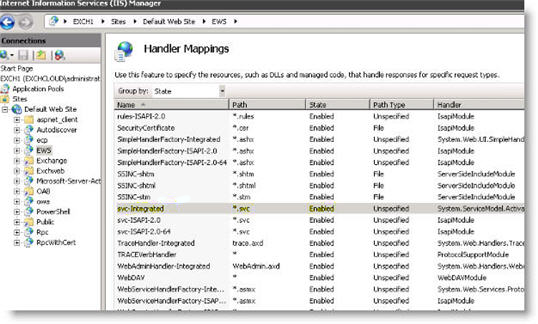 Internet Information Services (IIS) Manager
EXCH1 Sites Default Web Site EWS
Connections
Start Page
EXCH1 (EXCHCLOUD\administrat
Application Pools
Sites
Default Web Site
aspnet_client
Autodiscover
ecp
EWS
Exchange
Exchweb
Microsoft-Server-Act
OAB
owa
PowerShell
Public
Rpc
RpcWithCert
Handler Mappings
Use this feature to specify the resources, such as DLLs and managed code, that handle responses for specific request types.
Group by: State
Name Path State Path Type Handler
rules-ISAPI-2.0 *.rules Enabled Unspecified IsapiModule
SecurityCertificate *.cer Enabled File IsapiModule
SimpleHandlerFactory-Integrated *.ashx Enabled Unspecified System.Web.UI.SimpleHandl
SimpleHandlerFactory-ISAPI-2.0 *.ashx Enabled Unspecified IsapiModule
SimpleHandlerFactory-ISAPI-2.0-64 *.ashx Enabled Unspecified IsapiModule
SSINC-shtm *.shtm Enabled File ServerSideIncludeModule
SSINC-shtml *.shtml Enabled File ServerSideIncludeModule
SSINC-stm *.stm Enabled File ServerSideIncludeModule
svc-Integrated *.svc Enabled Unspecified System.ServiceModel.Activa
svc-ISAPI-2.0 *.svc Enabled Unspecified IsapiModule
svc-ISAPI-2.0-64 *.svc Enabled Unspecified IsapiModule
TraceHandler-Integrated trace.axd Enabled Unspecified System.Web.Handlers.Trace
TRACEVerbHandler * Enabled Unspecified ProtocolSupportModule
WebAdminHandler-Integrated WebAdmin.axd Enabled Unspecified System.Web.Handlers.Web
WebDAV * Enabled Unspecified WebDAVModule
WebServiceHandlerFactory-Inte... *.asmx Enabled Unspecified System.Web.Services.Proto
WebServiceHandlerFactory-ISAP... *.asmx Enabled Unspecified IsapiModule